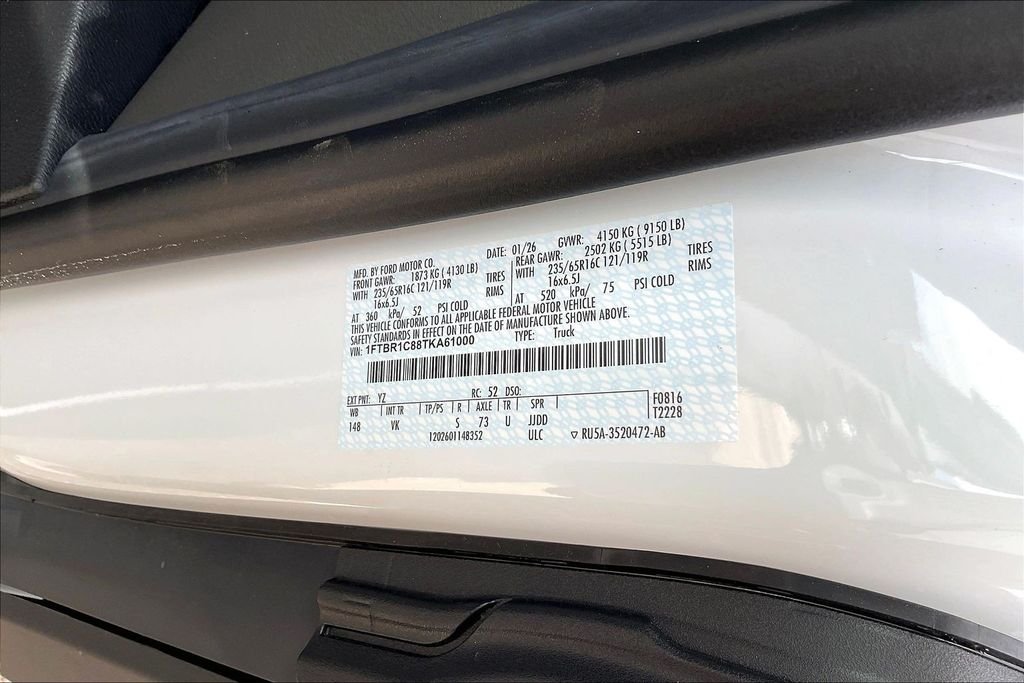 MFD. BY FORD MOTOR CO. DATE: 01/26 GVWR: 4150 KG ( 9150 LB)
FRONT GAWR: 1873 KG ( 4130 LB) REAR GAWR: 2502 KG ( 5515 LB)
WITH 235/65R16C 121/119R TIRES WITH 235/65R16C 121/119R TIRES
16x6.5J RIMS 16x6.5J RIMS
AT 360 kPa/ 52 PSI COLD AT 520 kPa/ 75 PSI COLD
THIS VEHICLE CONFORMS TO ALL APPLICABLE FEDERAL MOTOR VEHICLE
SAFETY STANDARDS IN EFFECT ON THE DATE OF MANUFACTURE SHOWN ABOVE.
VIN: 1FTBR1C88TKA61000 TYPE: Truck
EXT PNT: YZ RC: 52 DSO: F0816
WB INT TR TP/PS R AXLE TR SPR T2228
148 VK S 73 U JJDD
1202601148352 ULC ▽ RU5A-3520472-AB